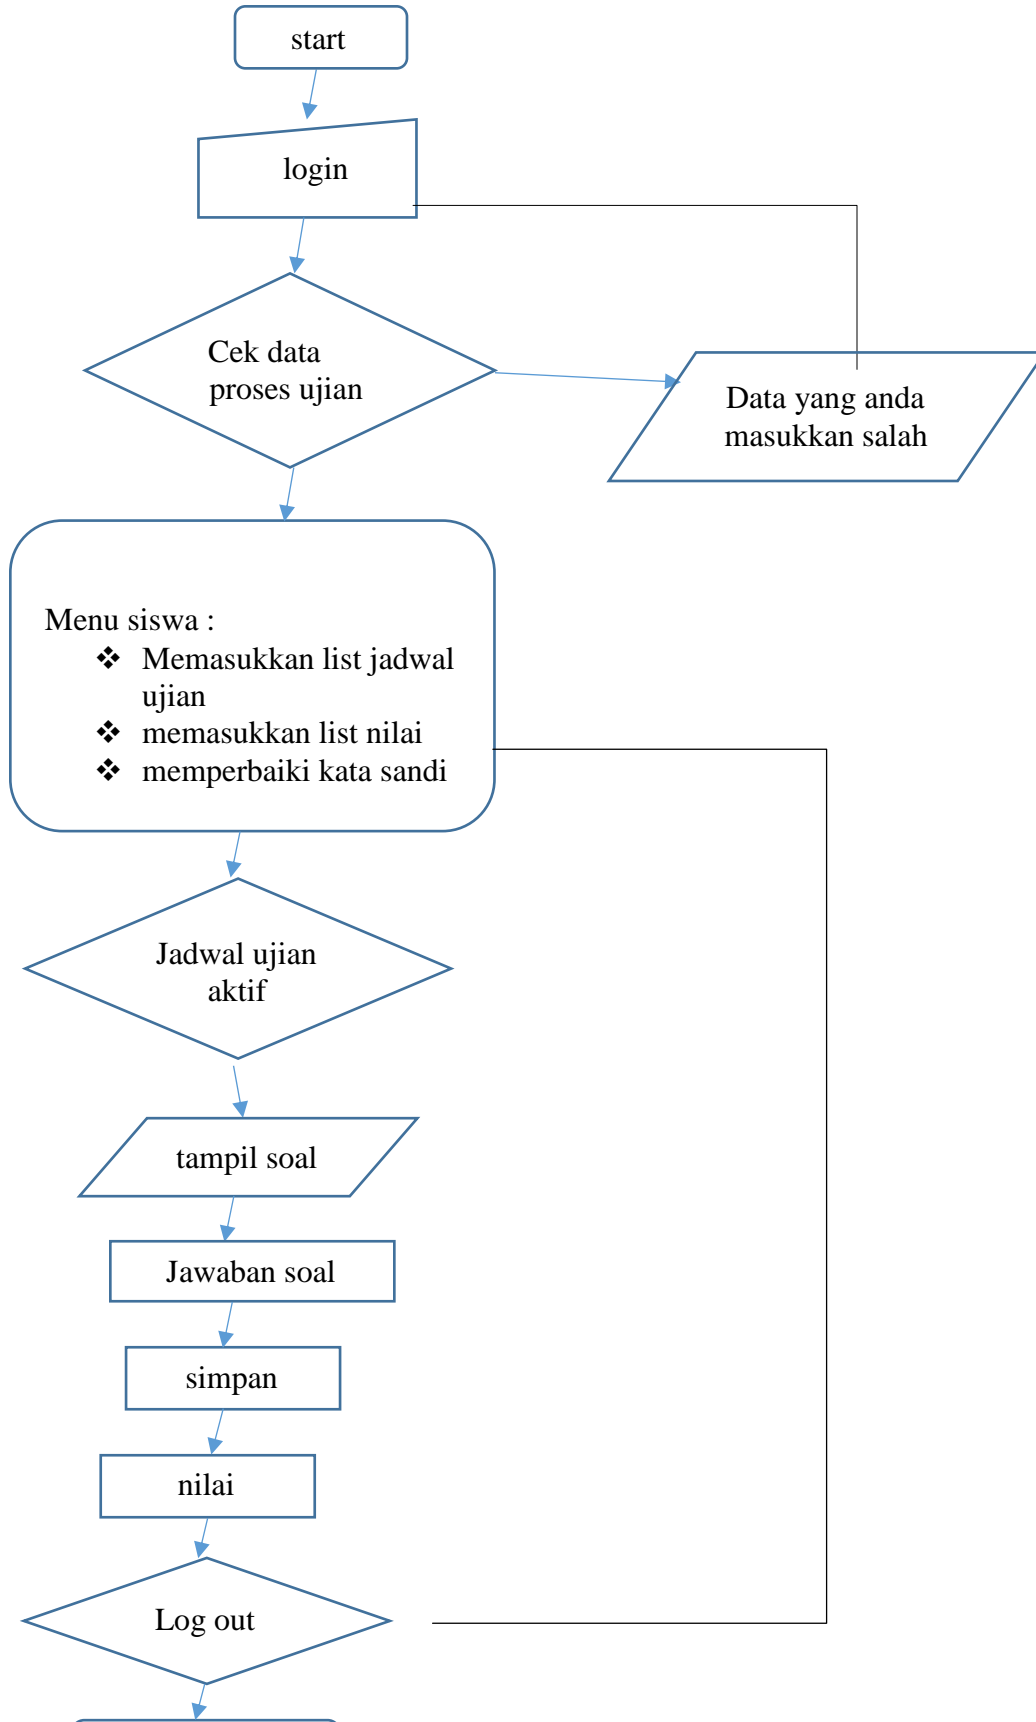 start
login
Cek data
proses ujian
Data yang anda
masukkan salah
Menu siswa :
❖ Memasukkan list jadwal
ujian
❖ memasukkan list nilai
❖ memperbaiki kata sandi
Jadwal ujian
aktif
tampil soal
Jawaban soal
simpan
nilai
Log out